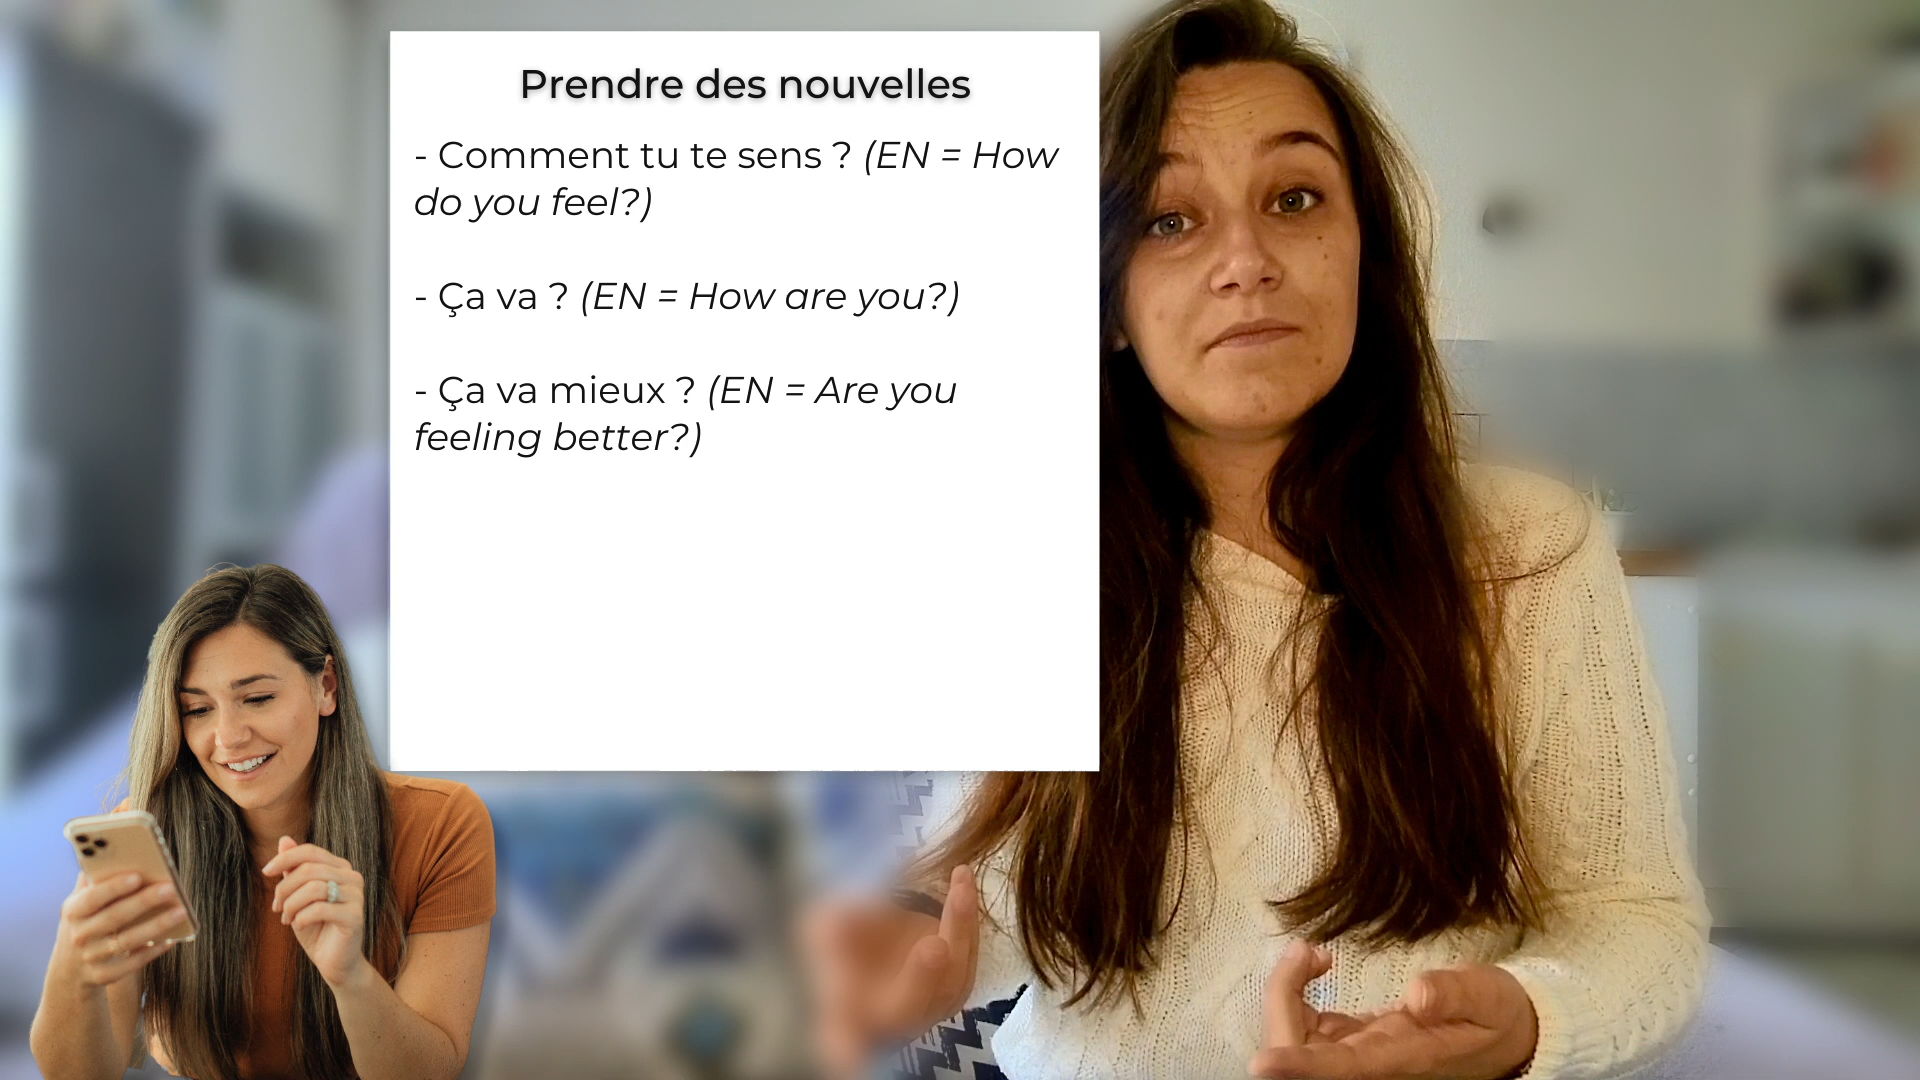 Prendre des nouvelles
- Comment tu te sens ? (EN = How
do you feel?)
- Ça va ? (EN = How are you?)
- Ça va mieux ? (EN = Are you
feeling better?)